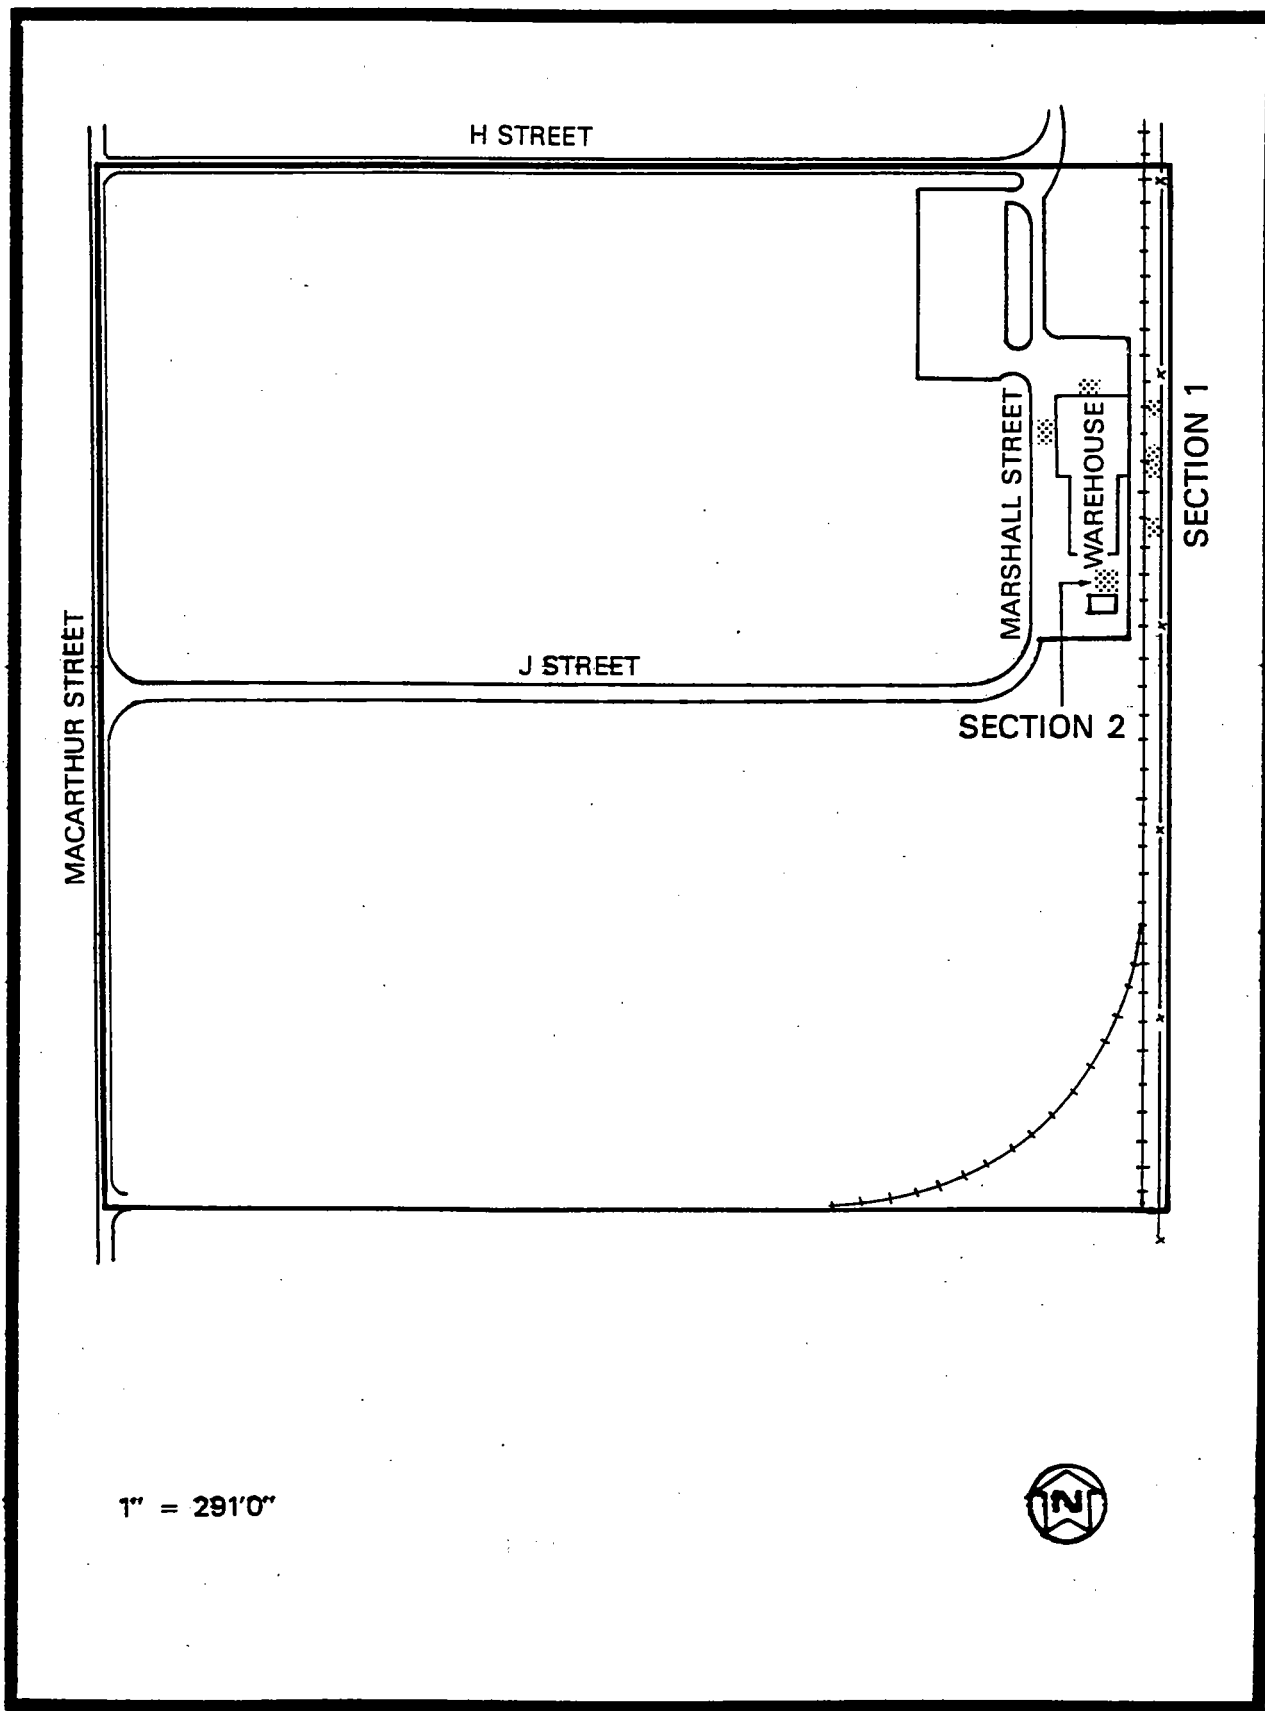 H STREET
SECTION 1
MARSHALL STREET
WAREHOUSE
MACARTHUR STREET
J STREET
SECTION 2
1" = 291'0"
N